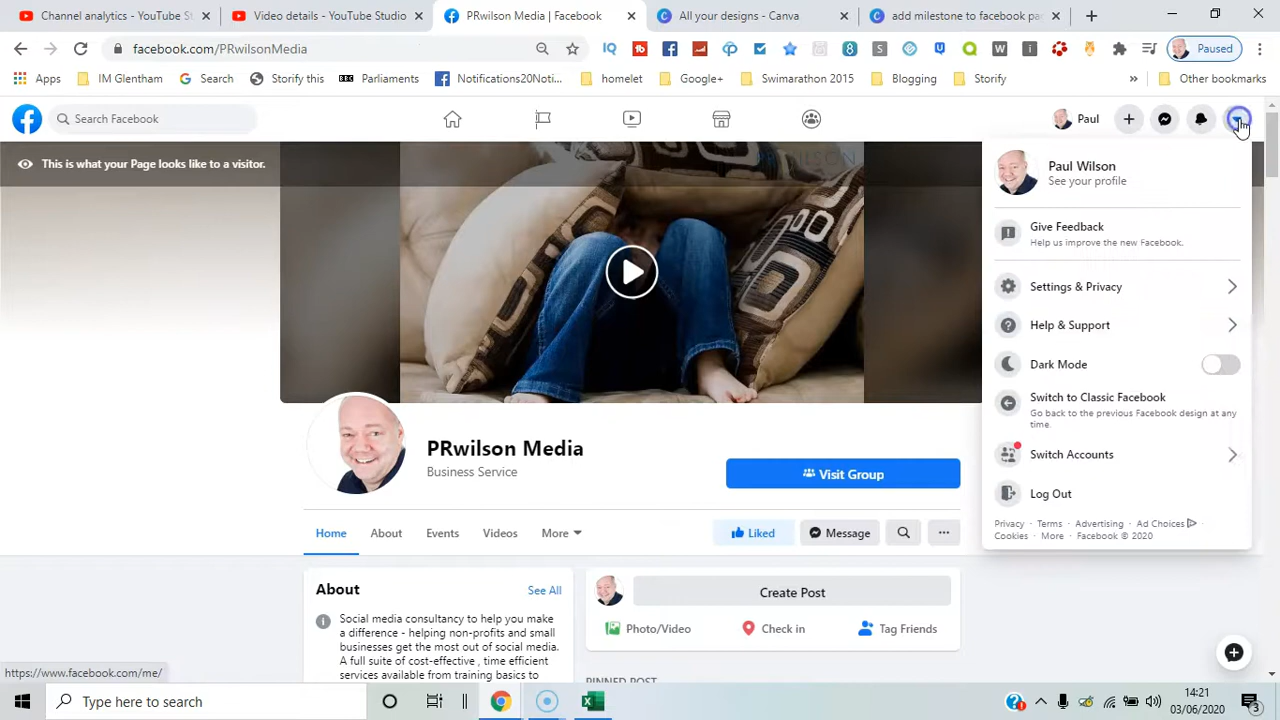 Channel analytics - YouTube S
Video details - YouTube Studio
PRwilson Media | Facebook
All your designs - Canva
add milestone to facebook pa
facebook.com/PRwilsonMedia
Paused
Apps
IM Glentham
Search
Storify this
Parliaments
Notifications20Noti...
homelet
Google+
Swimarathon 2015
Blogging
Storify
»
Other bookmarks
Search Facebook
Paul
This is what your Page looks like to a visitor.
Paul Wilson
See your profile
Give Feedback
Help us improve the new Facebook.
Settings & Privacy
Help & Support
Dark Mode
Switch to Classic Facebook
Go back to the previous Facebook design at any
time.
Switch Accounts
Log Out
Privacy · Terms · Advertising · Ad Choices ·
Cookies · More · Facebook © 2020
PRwilson Media
Business Service
Visit Group
Home
About
Events
Videos
More
Liked
Message
About
See All
Social media consultancy to help you make
a difference - helping non-profits and small
businesses get the most out of social media.
A full suite of cost-effective , time efficient
services available from training basics to
Create Post
Photo/Video
Check in
Tag Friends
PINNED POST
https://www.facebook.com/me/
Type here to search
14:21
03/06/2020
3